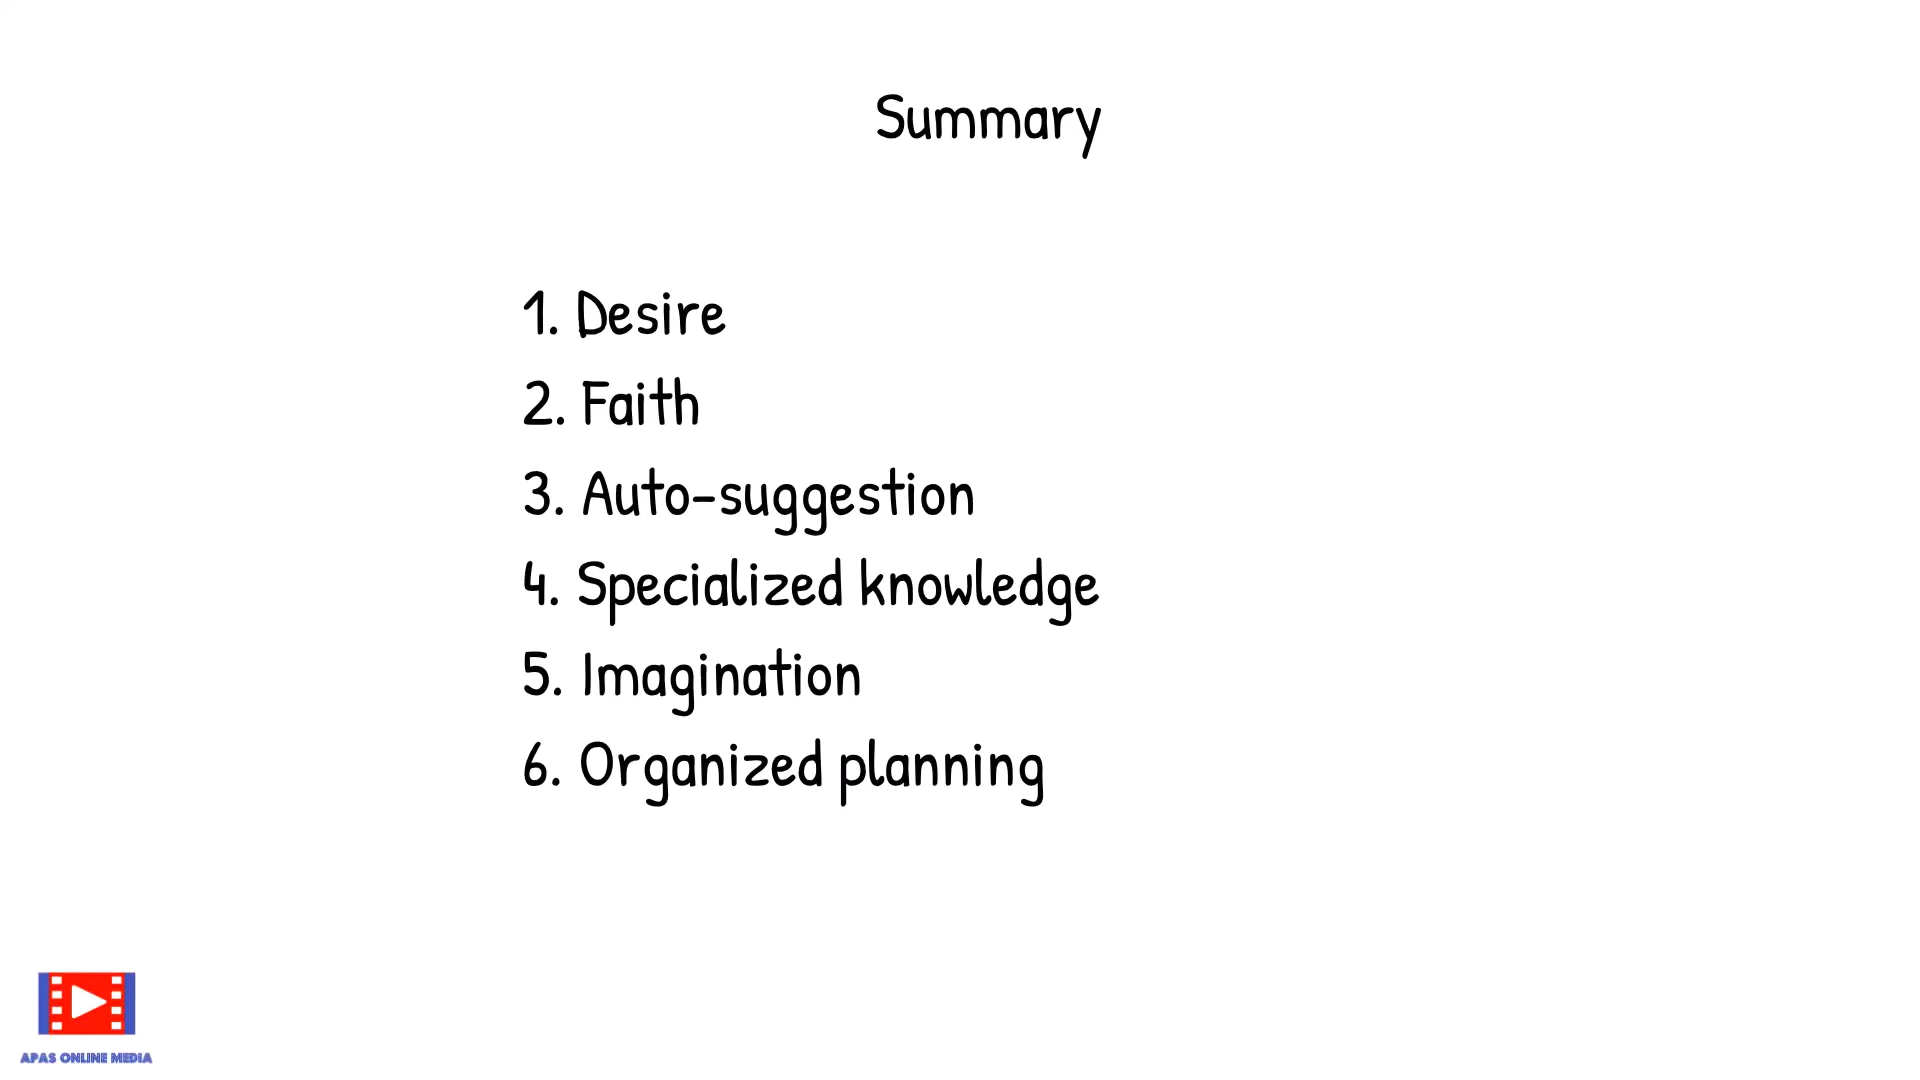 Summary
1. Desire
2. Faith
3. Auto-suggestion
4. Specialized knowledge
5. Imagination
6. Organized planning
APAS ONLINE MEDIA